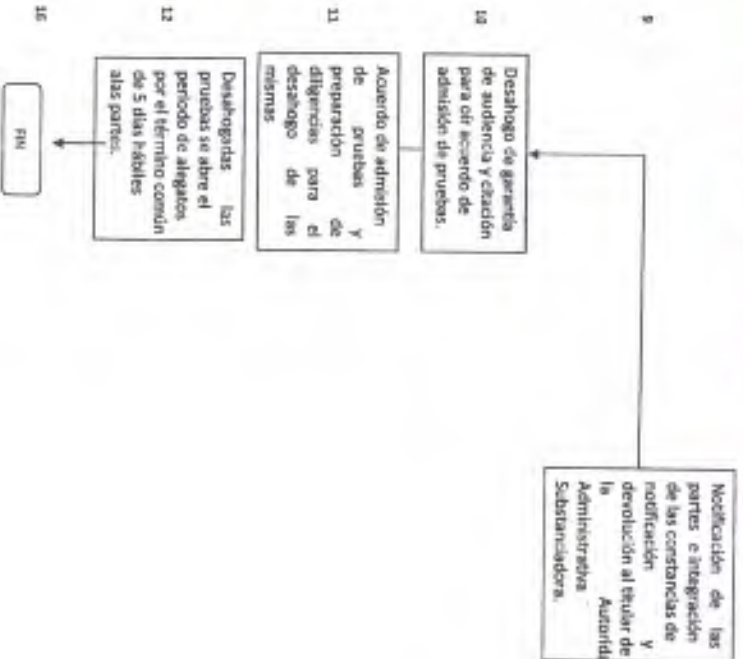 9
Notificación de las
partes e integración
de las constancias de
notificación y
devolución al titular de
la Autorida
Administrativa
Substanciadora.
10
Desahogo de garantía
de audiencia y citación
para oír acuerdo de
admisión de pruebas.
11
Acuerdo de admisión
de pruebas y
preparación de
diligencias para el
desahogo de las
mismas
12
Desahogadas las
pruebas se abre el
periodo de alegatos
por el término común
de 5 días hábiles
alas partes.
16
FIN